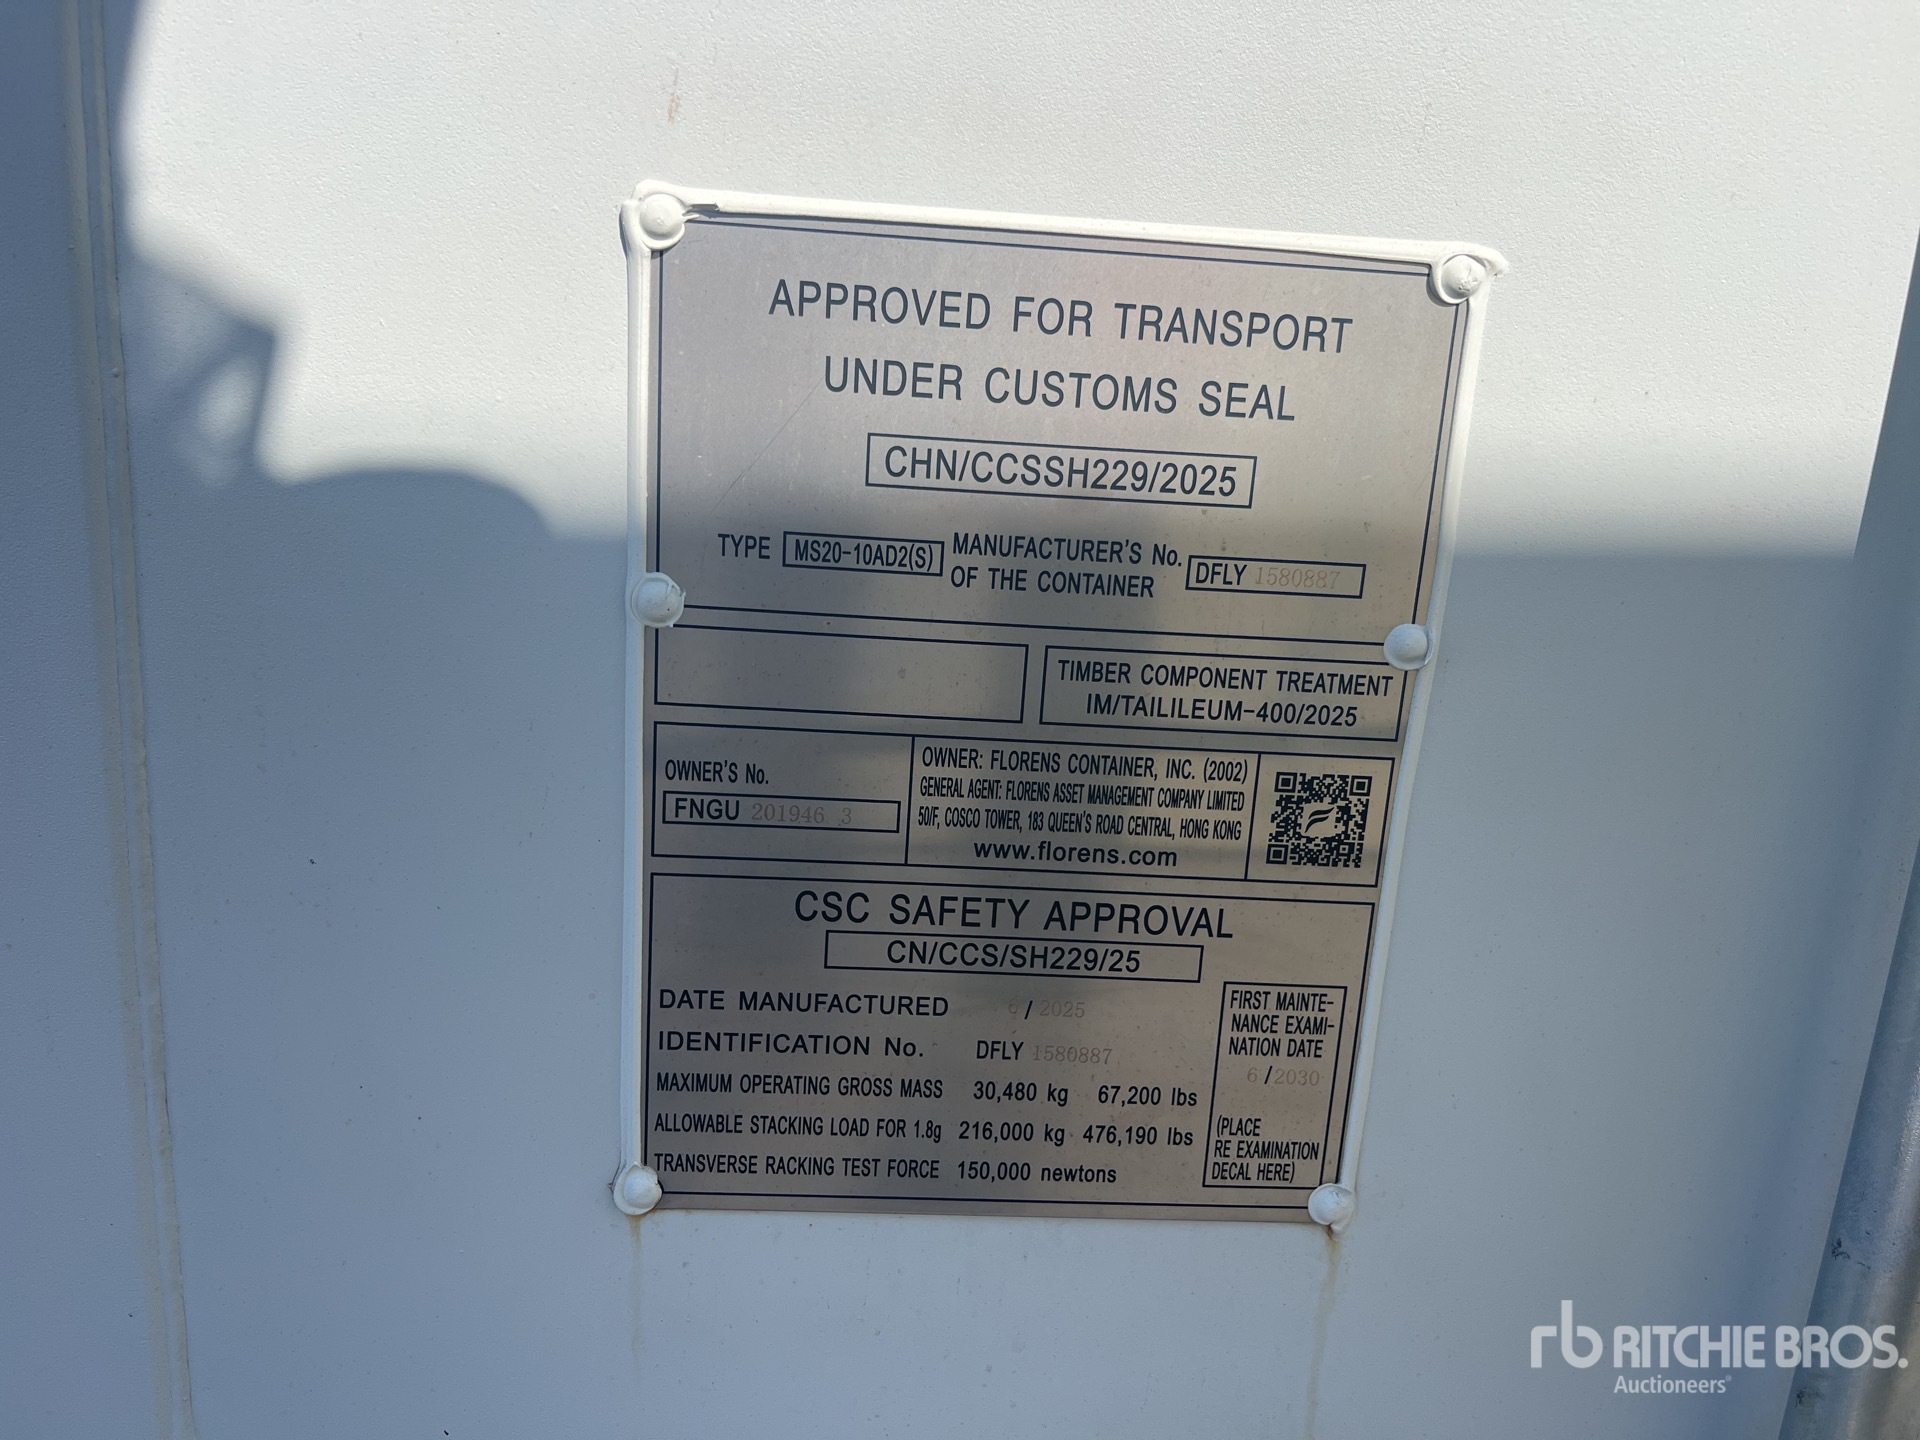 APPROVED FOR TRANSPORT
UNDER CUSTOMS SEAL
CHN/CCSSH229/2025
TYPE MS20-10AD2(S) MANUFACTURER'S No. OF THE CONTAINER DFLY 1580887
TIMBER COMPONENT TREATMENT
IM/TAILILEUM-400/2025
OWNER'S No.
FNGU 201946 3
OWNER: FLORENS CONTAINER, INC. (2002)
GENERAL AGENT: FLORENS ASSET MANAGEMENT COMPANY LIMITED
50/F, COSCO TOWER, 183 QUEEN'S ROAD CENTRAL, HONG KONG
www.florens.com
CSC SAFETY APPROVAL
CN/CCS/SH229/25
DATE MANUFACTURED 6/2025
IDENTIFICATION No. DFLY 1580887
MAXIMUM OPERATING GROSS MASS 30,480 kg 67,200 lbs
ALLOWABLE STACKING LOAD FOR 1.8g 216,000 kg 476,190 lbs
TRANSVERSE RACKING TEST FORCE 150,000 newtons
FIRST MAINTE-
NANCE EXAMI-
NATION DATE
6/2030
(PLACE
RE EXAMINATION
DECAL HERE)
rb RITCHIE BROS.
Auctioneers